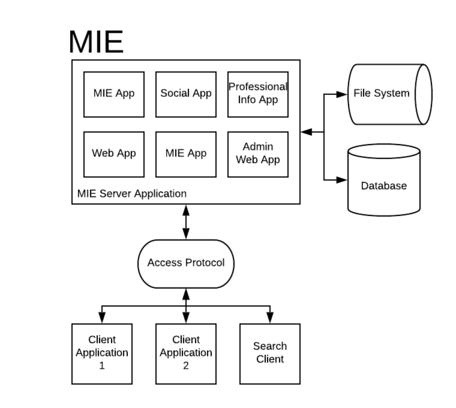 MIE
MIE App
Social App
Professional
Info App
File System
Web App
MIE App
Admin
Web App
Database
MIE Server Application
Access Protocol
Client
Application
1
Client
Application
2
Search
Client